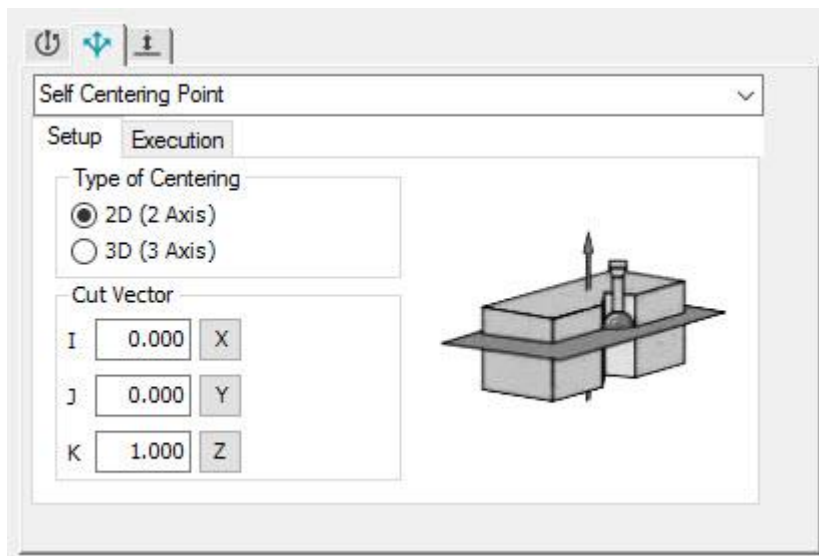 Self Centering Point
Setup Execution
Type of Centering
2D (2 Axis)
3D (3 Axis)
Cut Vector
I 0.000 X
J 0.000 Y
K 1.000 Z